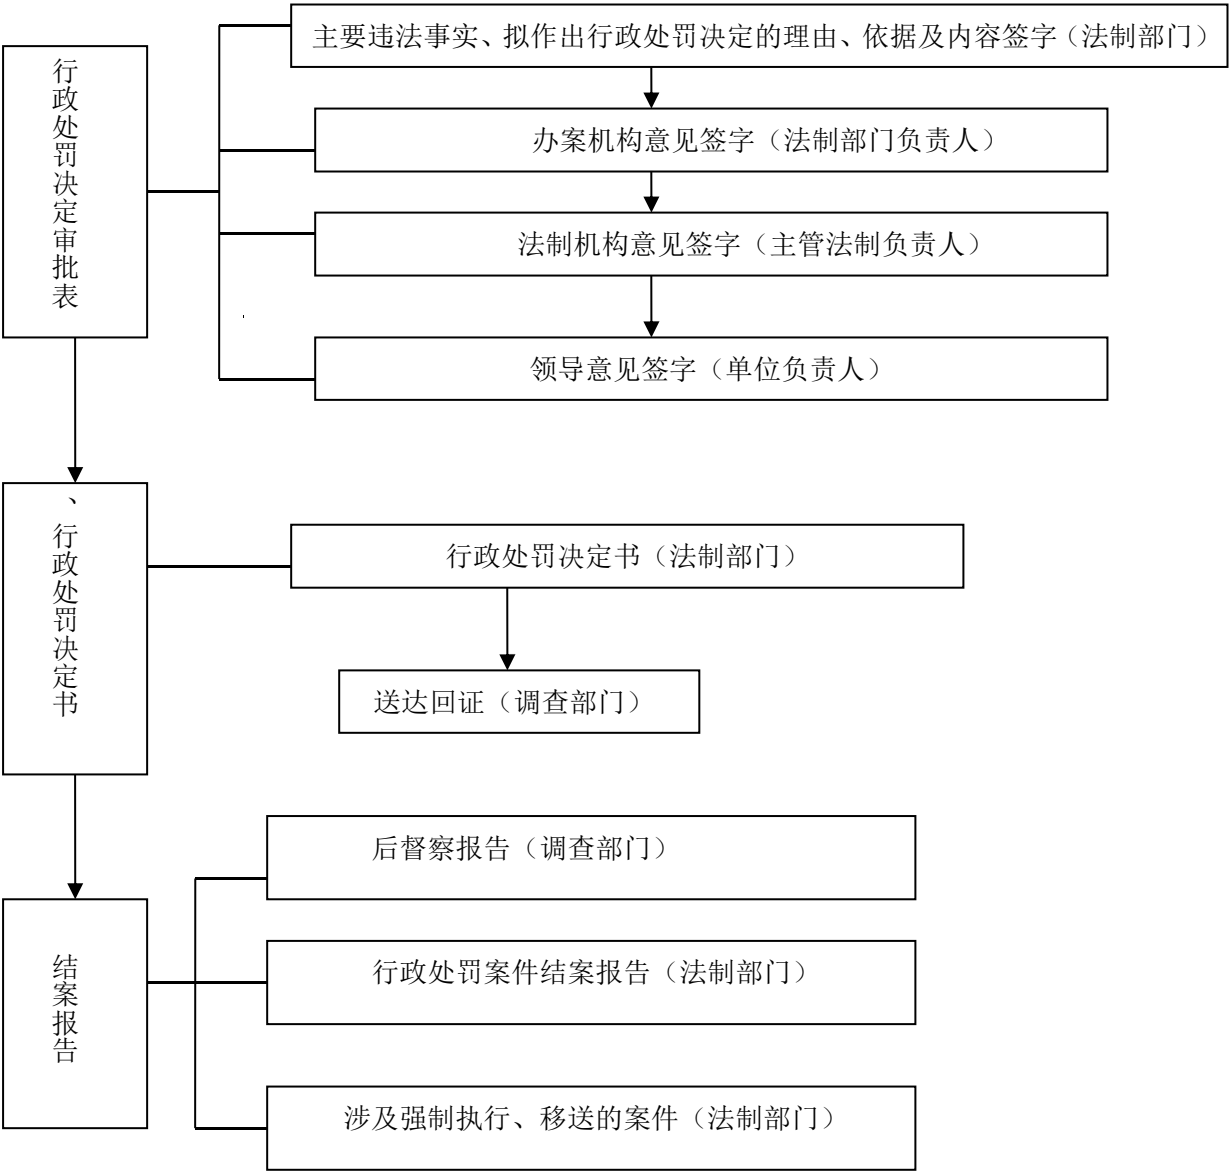 行政处罚决定审批表
主要违法事实、拟作出行政处罚决定的理由、依据及内容签字（法制部门）
办案机构意见签字（法制部门负责人）
法制机构意见签字（主管法制负责人）
领导意见签字（单位负责人）
、行政处罚决定书
行政处罚决定书（法制部门）
送达回证（调查部门）
结案报告
后督察报告（调查部门）
行政处罚案件结案报告（法制部门）
涉及强制执行、移送的案件（法制部门）